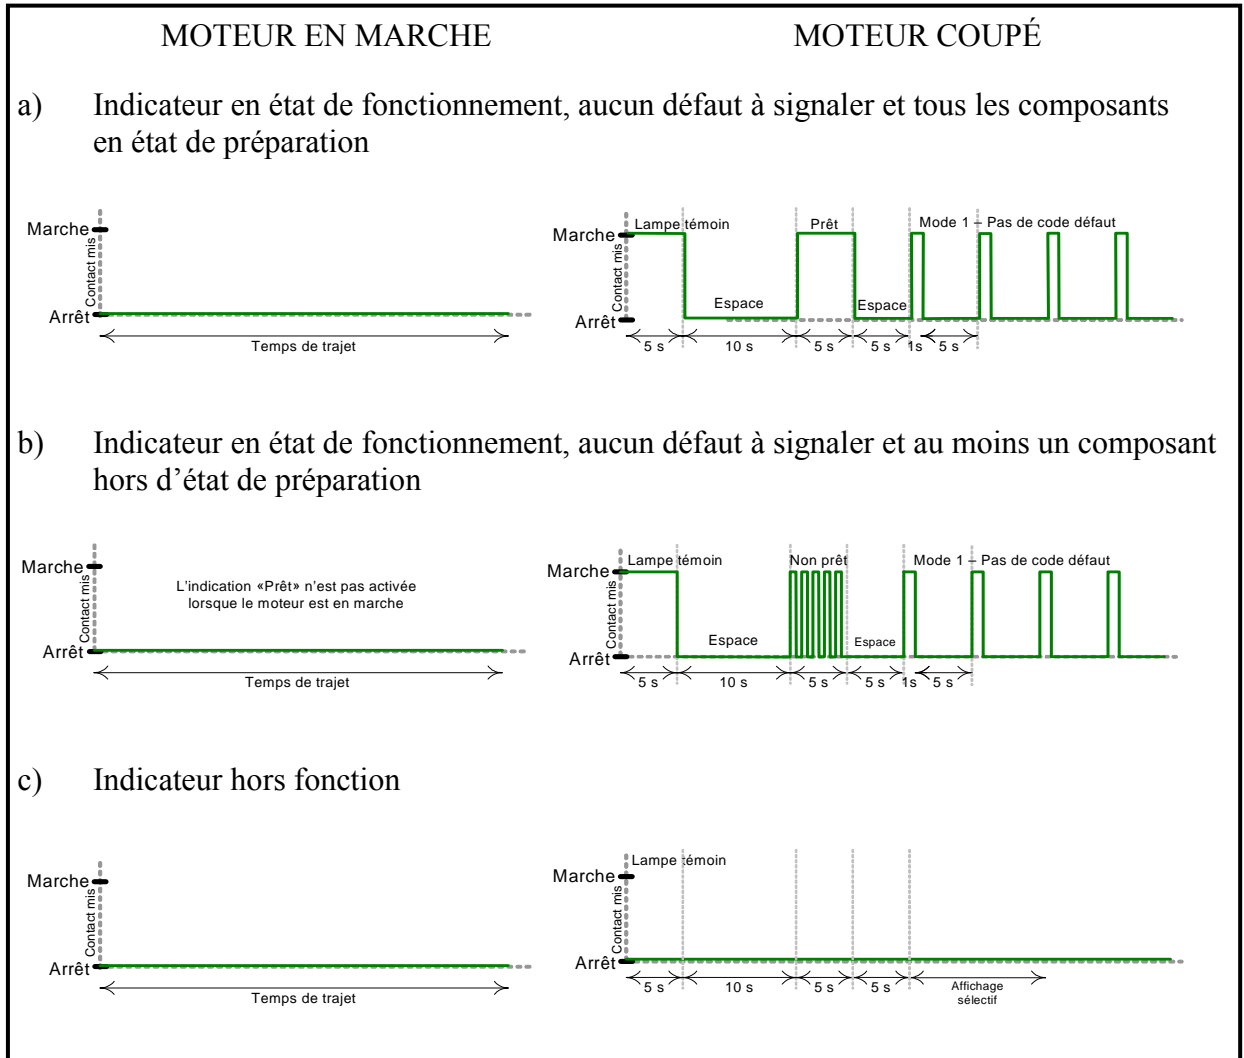 MOTEUR EN MARCHE
MOTEUR COUPÉ
a) Indicateur en état de fonctionnement, aucun défaut à signaler et tous les composants
en état de préparation
Marche
Contact mis
Arrêt
Temps de trajet
Lampe témoin
Prêt
Mode 1 – Pas de code défaut
Marche
Contact mis
Espace
Espace
Arrêt
5 s
10 s
5 s
5 s
1s
5 s
b) Indicateur en état de fonctionnement, aucun défaut à signaler et au moins un composant
hors d’état de préparation
Marche
Contact mis
L’indication «Prêt» n’est pas activée
lorsque le moteur est en marche
Arrêt
Temps de trajet
Lampe témoin
Non prêt
Mode 1 – Pas de code défaut
Marche
Contact mis
Espace
Espace
Arrêt
5 s
10 s
5 s
5 s
1s
5 s
c) Indicateur hors fonction
Marche
Contact mis
Arrêt
Temps de trajet
Lampe témoin
Marche
Contact mis
Arrêt
5 s
10 s
5 s
5 s
Affichage
sélectif